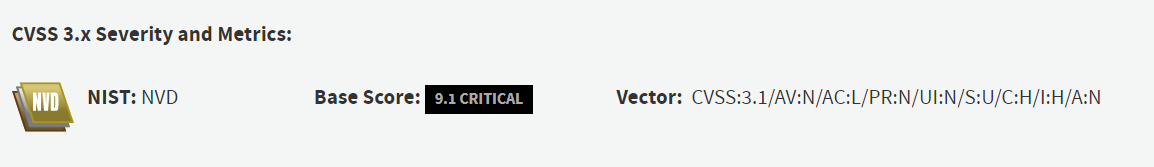 CVSS 3.x Severity and Metrics:
NVD NIST: NVD Base Score: 9.1 CRITICAL Vector: CVSS:3.1/AV:N/AC:L/PR:N/UI:N/S:U/C:H/I:H/A:N